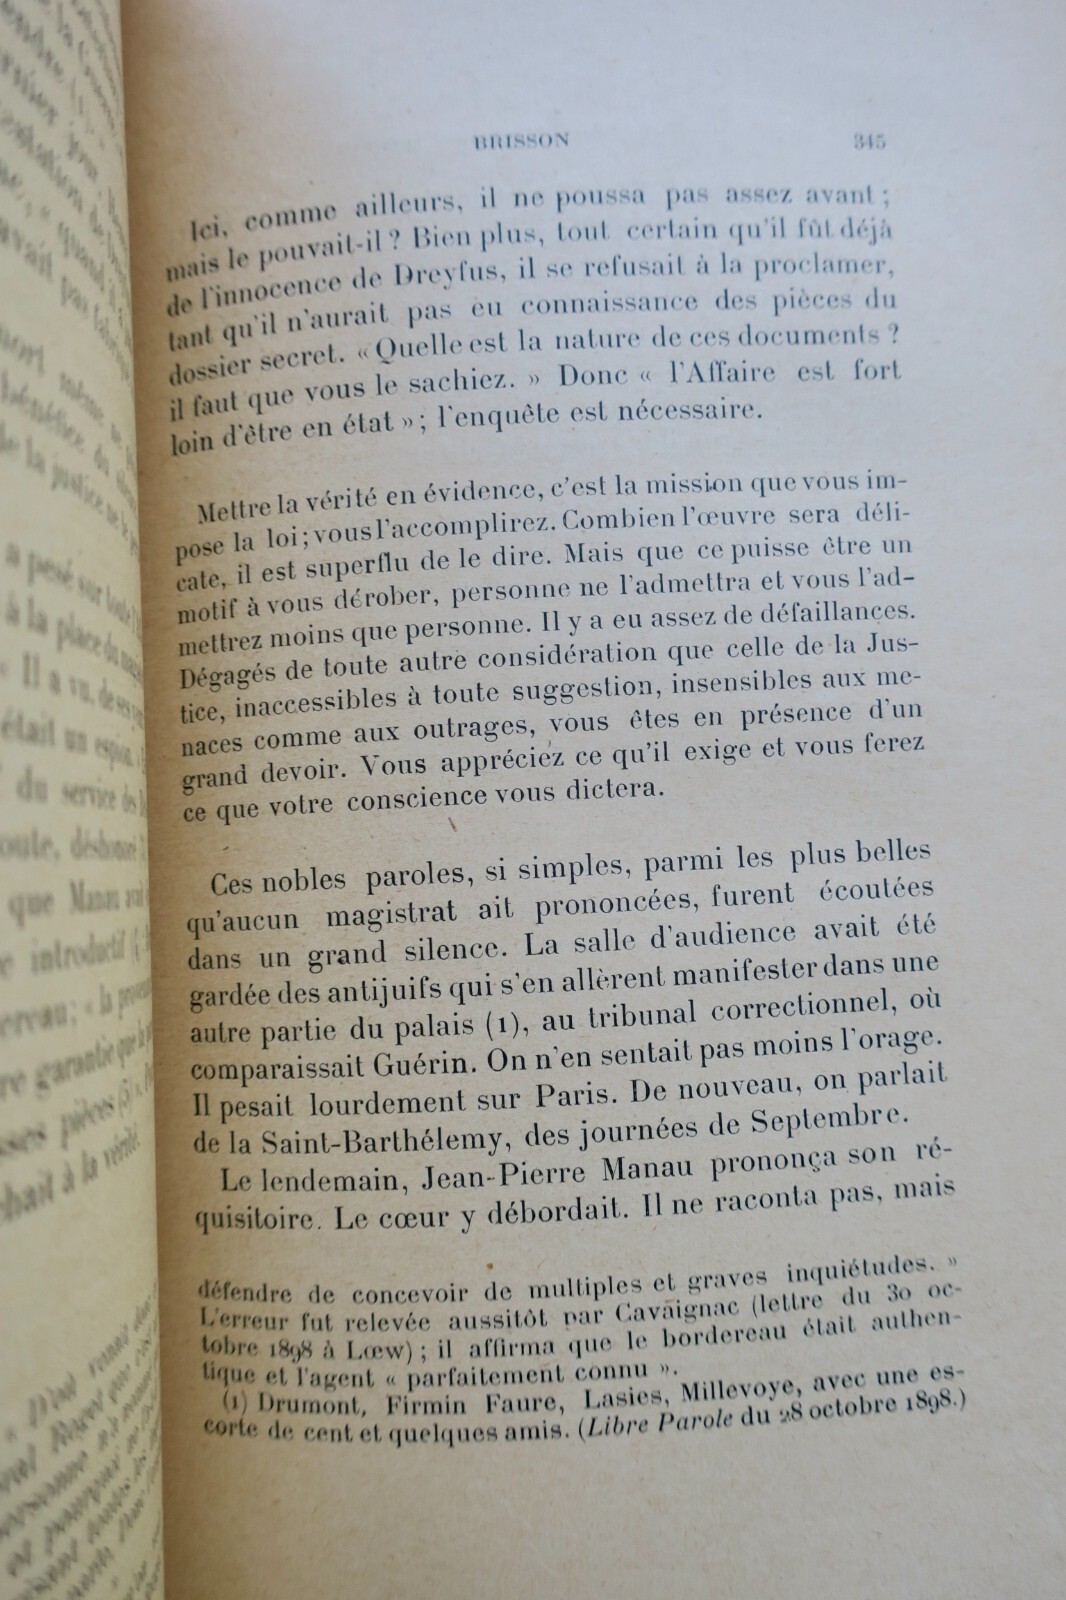 BRISSON 345
Ici, comme ailleurs, il ne poussa pas assez avant ;
mais le pouvait-il ? Bien plus, tout certain qu'il fût déjà
de l'innocence de Dreyfus, il se refusait à la proclamer,
tant qu'il n'aurait pas eu connaissance des pièces du
dossier secret. « Quelle est la nature de ces documents ?
il faut que vous le sachiez. » Donc « l'Affaire est fort
loin d'être en état » ; l'enquête est nécessaire.
Mettre la vérité en évidence, c'est la mission que vous im-
pose la loi ; vous l'accomplirez. Combien l'œuvre sera déli-
cate, il est superflu de le dire. Mais que ce puisse être un
motif à vous dérober, personne ne l'admettra et vous l'ad-
mettrez moins que personne. Il y a eu assez de défaillances.
Dégagés de toute autre considération que celle de la Jus-
tice, inaccessibles à toute suggestion, insensibles aux me-
naces comme aux outrages, vous êtes en présence d'un
grand devoir. Vous appréciez ce qu'il exige et vous ferez
ce que votre conscience vous dictera.
Ces nobles paroles, si simples, parmi les plus belles
qu'aucun magistrat ait prononcées, furent écoutées
dans un grand silence. La salle d'audience avait été
gardée des antijuifs qui s'en allèrent manifester dans une
autre partie du palais (1), au tribunal correctionnel, où
comparaissait Guérin. On n'en sentait pas moins l'orage.
Il pesait lourdement sur Paris. De nouveau, on parlait
de la Saint-Barthélemy, des journées de Septembre.
Le lendemain, Jean-Pierre Manau prononça son ré-
quisitoire. Le cœur y débordait. Il ne raconta pas, mais
défendre de concevoir de multiples et graves inquiétudes. »
L'erreur fut relevée aussitôt par Cavaignac (lettre du 30 oc-
tobre 1898 à Lœw) ; il affirma que le bordereau était authen-
tique et l'agent « parfaitement connu ».
(1) Drumont, Firmin Faure, Lasies, Millevoye, avec une es-
corte de cent et quelques amis. (Libre Parole du 28 octobre 1898.)